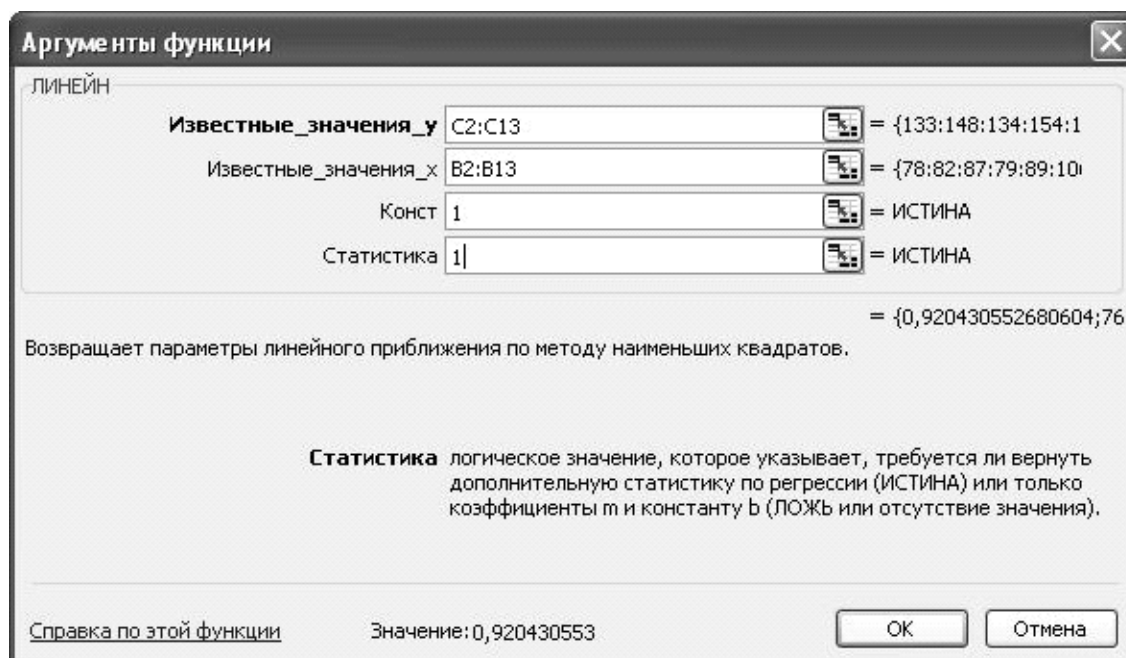 Аргументы функции
ЛИНЕЙН
Известные_значения_y C2:C13 = {133:148:134:154:1
Известные_значения_x B2:B13 = {78:82:87:79:89:10
Конст 1 = ИСТИНА
Статистика 1 = ИСТИНА
= {0,920430552680604;76
Возвращает параметры линейного приближения по методу наименьших квадратов.
Статистика логическое значение, которое указывает, требуется ли вернуть
дополнительную статистику по регрессии (ИСТИНА) или только
коэффициенты m и константу b (ЛОЖЬ или отсутствие значения).
Справка по этой функции Значение: 0,920430553 OK Отмена